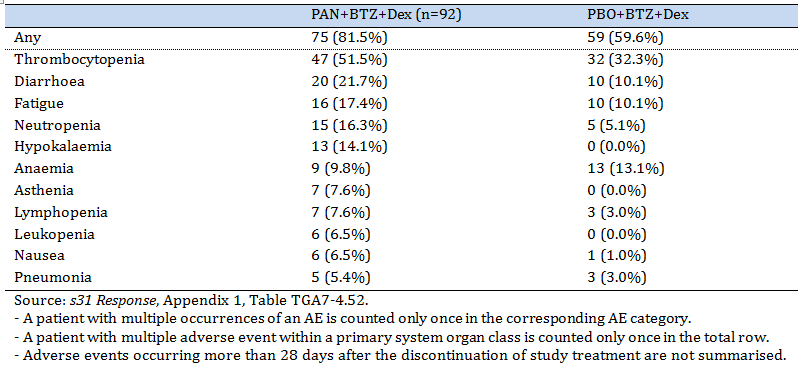 PAN+BTZ+Dex (n=92) PBO+BTZ+Dex
Any 75 (81.5%) 59 (59.6%)
Thrombocytopenia 47 (51.5%) 32 (32.3%)
Diarrhoea 20 (21.7%) 10 (10.1%)
Fatigue 16 (17.4%) 10 (10.1%)
Neutropenia 15 (16.3%) 5 (5.1%)
Hypokalaemia 13 (14.1%) 0 (0.0%)
Anaemia 9 (9.8%) 13 (13.1%)
Asthenia 7 (7.6%) 0 (0.0%)
Lymphopenia 7 (7.6%) 3 (3.0%)
Leukopenia 6 (6.5%) 0 (0.0%)
Nausea 6 (6.5%) 1 (1.0%)
Pneumonia 5 (5.4%) 3 (3.0%)
Source: s31 Response, Appendix 1, Table TGA7-4.52.
- A patient with multiple occurrences of an AE is counted only once in the corresponding AE category.
- A patient with multiple adverse event within a primary system organ class is counted only once in the total row.
- Adverse events occurring more than 28 days after the discontinuation of study treatment are not summarised.